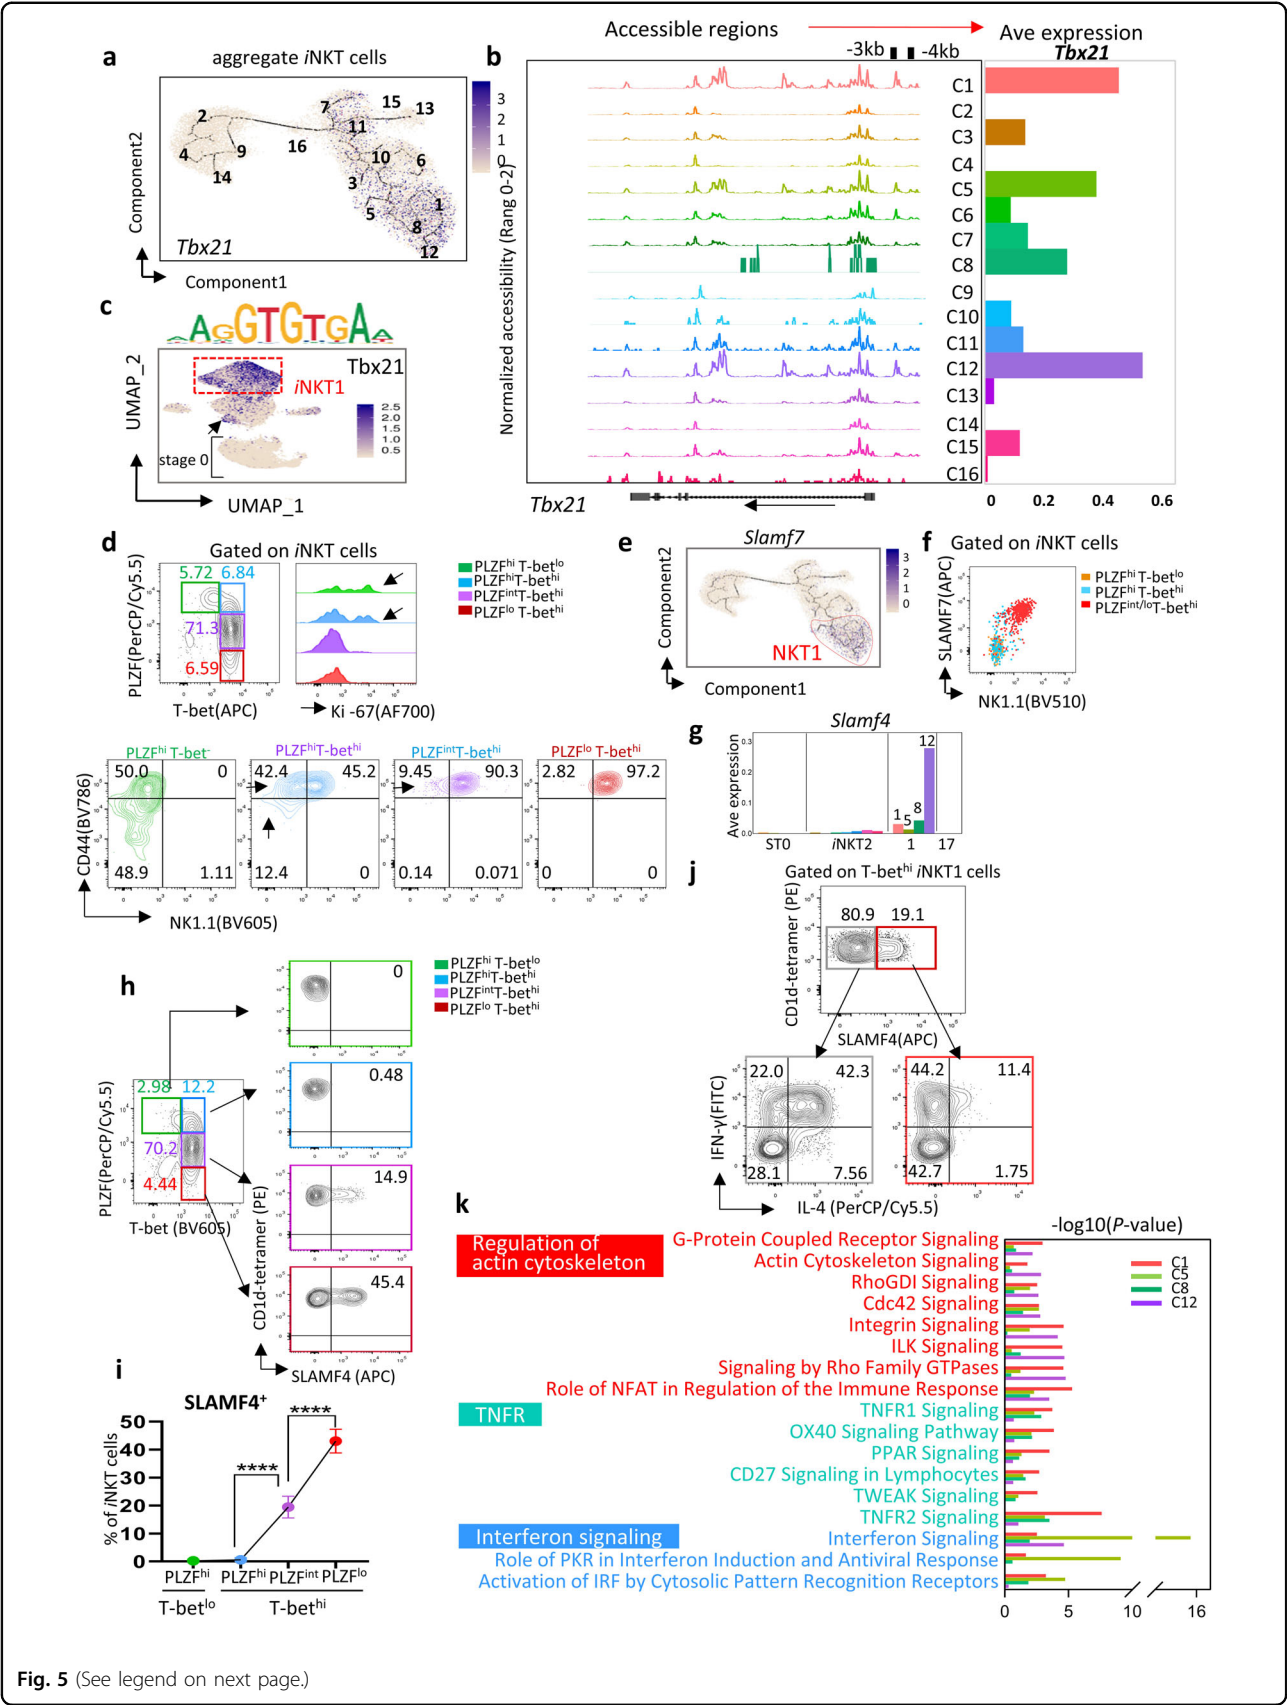 a
aggregate iNKT cells
Component2
Component1
Tbx21
2
4
9
14
16
7
11
15
13
10
6
3
5
1
8
12
3
2
1
0
b
Accessible regions
Ave expression
-3kb
-4kb
Tbx21
Normalized accessibility (Rang 0-2)
C1
C2
C3
C4
C5
C6
C7
C8
C9
C10
C11
C12
C13
C14
C15
C16
Tbx21
0 0.2 0.4 0.6
c
AGGTGTGAA
UMAP_2
Tbx21
iNKT1
2.5
2.0
1.5
1.0
0.5
stage 0
UMAP_1
d
Gated on iNKT cells
PLZF(PerCP/Cy5.5)
5.72 6.84
71.3
6.59
T-bet(APC)
Ki -67(AF700)
PLZFhi T-betlo
PLZFhiT-bethi
PLZFintT-bethi
PLZFlo T-bethi
PLZFhi T-bet-
PLZFhiT-bethi
PLZFintT-bethi
PLZFlo T-bethi
CD44(BV786)
50.0 0
48.9 1.11
42.4 45.2
12.4 0
9.45 90.3
0.14 0.071
2.82 97.2
0 0
NK1.1(BV605)
e
Slamf7
Component2
NKT1
3
2
1
0
Component1
f
Gated on iNKT cells
SLAMF7(APC)
NK1.1(BV510)
PLZFhi T-betlo
PLZFhi T-bethi
PLZFint/loT-bethi
g
Slamf4
Ave expression
0.3
0.2
0.1
0.0
1
5
8
12
ST0 iNKT2 1 17
h
PLZF(PerCP/Cy5.5)
2.98 12.2
70.2
4.44
T-bet (BV605)
0
0.48
14.9
45.4
CD1d-tetramer (PE)
SLAMF4 (APC)
PLZFhi T-betlo
PLZFhiT-bethi
PLZFintT-bethi
PLZFlo T-bethi
i
SLAMF4+
% of iNKT cells
50
40
30
20
10
0
****
****
PLZFhi PLZFhi PLZFint PLZFlo
T-betlo T-bethi
j
Gated on T-bethi iNKT1 cells
CD1d-tetramer (PE)
80.9 19.1
SLAMF4(APC)
IFN-γ(FITC)
22.0 42.3
28.1 7.56
44.2 11.4
42.7 1.75
IL-4 (PerCP/Cy5.5)
k
-log10(P-value)
Regulation of
actin cytoskeleton
G-Protein Coupled Receptor Signaling
Actin Cytoskeleton Signaling
RhoGDI Signaling
Cdc42 Signaling
Integrin Signaling
ILK Signaling
Signaling by Rho Family GTPases
Role of NFAT in Regulation of the Immune Response
TNFR
TNFR1 Signaling
OX40 Signaling Pathway
PPAR Signaling
CD27 Signaling in Lymphocytes
TWEAK Signaling
TNFR2 Signaling
Interferon signaling
Interferon Signaling
Role of PKR in Interferon Induction and Antiviral Response
Activation of IRF by Cytosolic Pattern Recognition Receptors
C1
C5
C8
C12
0 5 10 16
Fig. 5 (See legend on next page.)